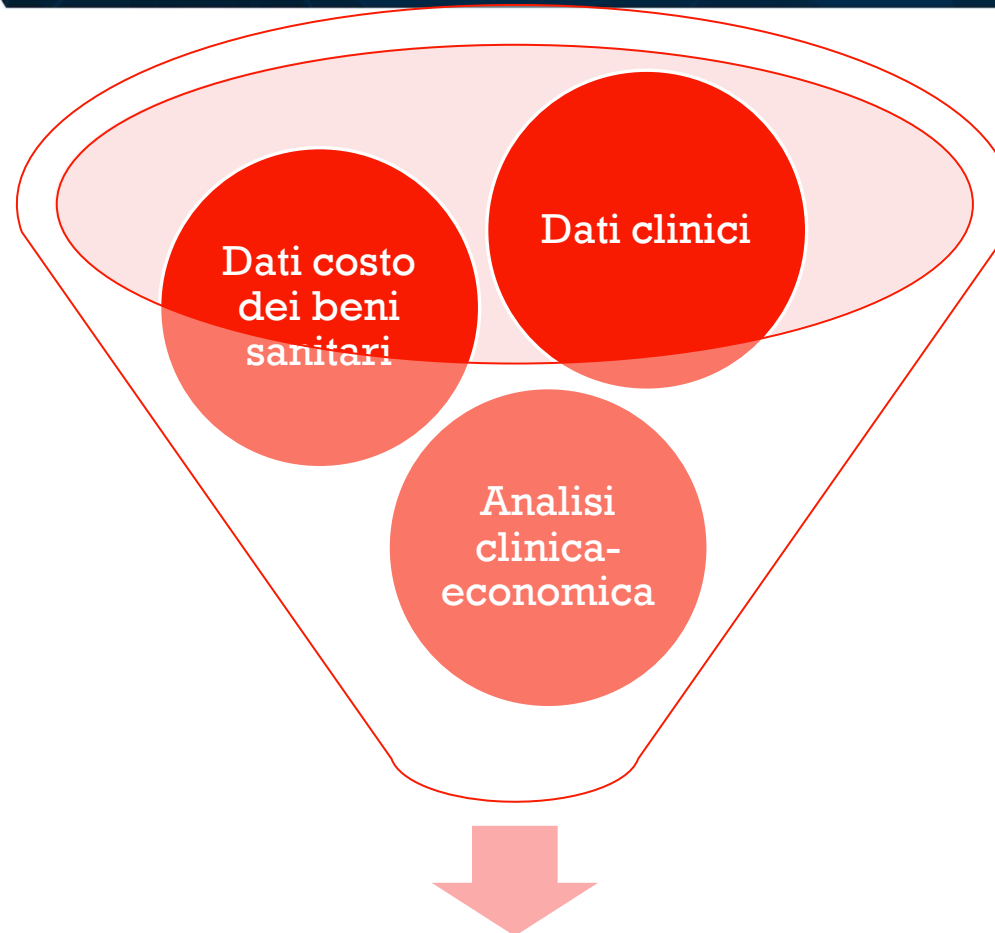 Dati costo
dei beni
sanitari
Dati clinici
Analisi
clinica-
economica